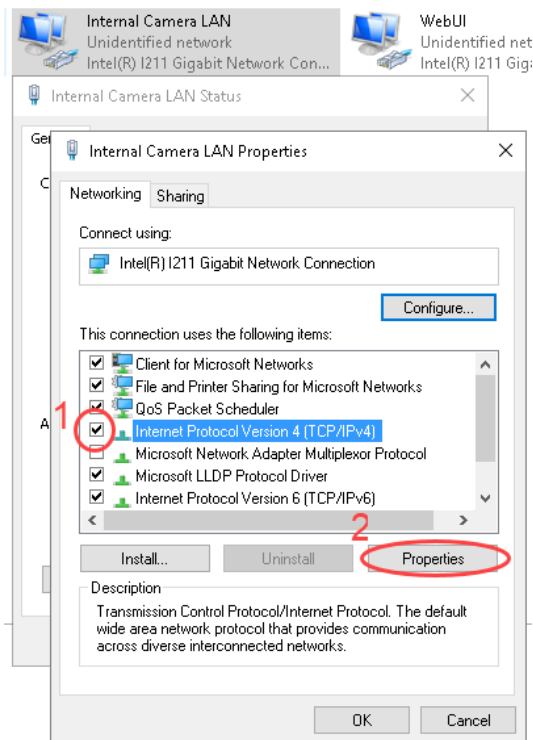 Internal Camera LAN
Unidentified network
Intel(R) I211 Gigabit Network Con...
WebUI
Unidentified net
Intel(R) I211 Giga
Internal Camera LAN Status
Internal Camera LAN Properties
Networking
Sharing
Connect using:
Intel(R) I211 Gigabit Network Connection
Configure...
This connection uses the following items:
Client for Microsoft Networks
File and Printer Sharing for Microsoft Networks
QoS Packet Scheduler
1
Internet Protocol Version 4 (TCP/IPv4)
Microsoft Network Adapter Multiplexor Protocol
Microsoft LLDP Protocol Driver
Internet Protocol Version 6 (TCP/IPv6)
2
Install...
Uninstall
Properties
Description
Transmission Control Protocol/Internet Protocol. The default
wide area network protocol that provides communication
across diverse interconnected networks.
OK
Cancel